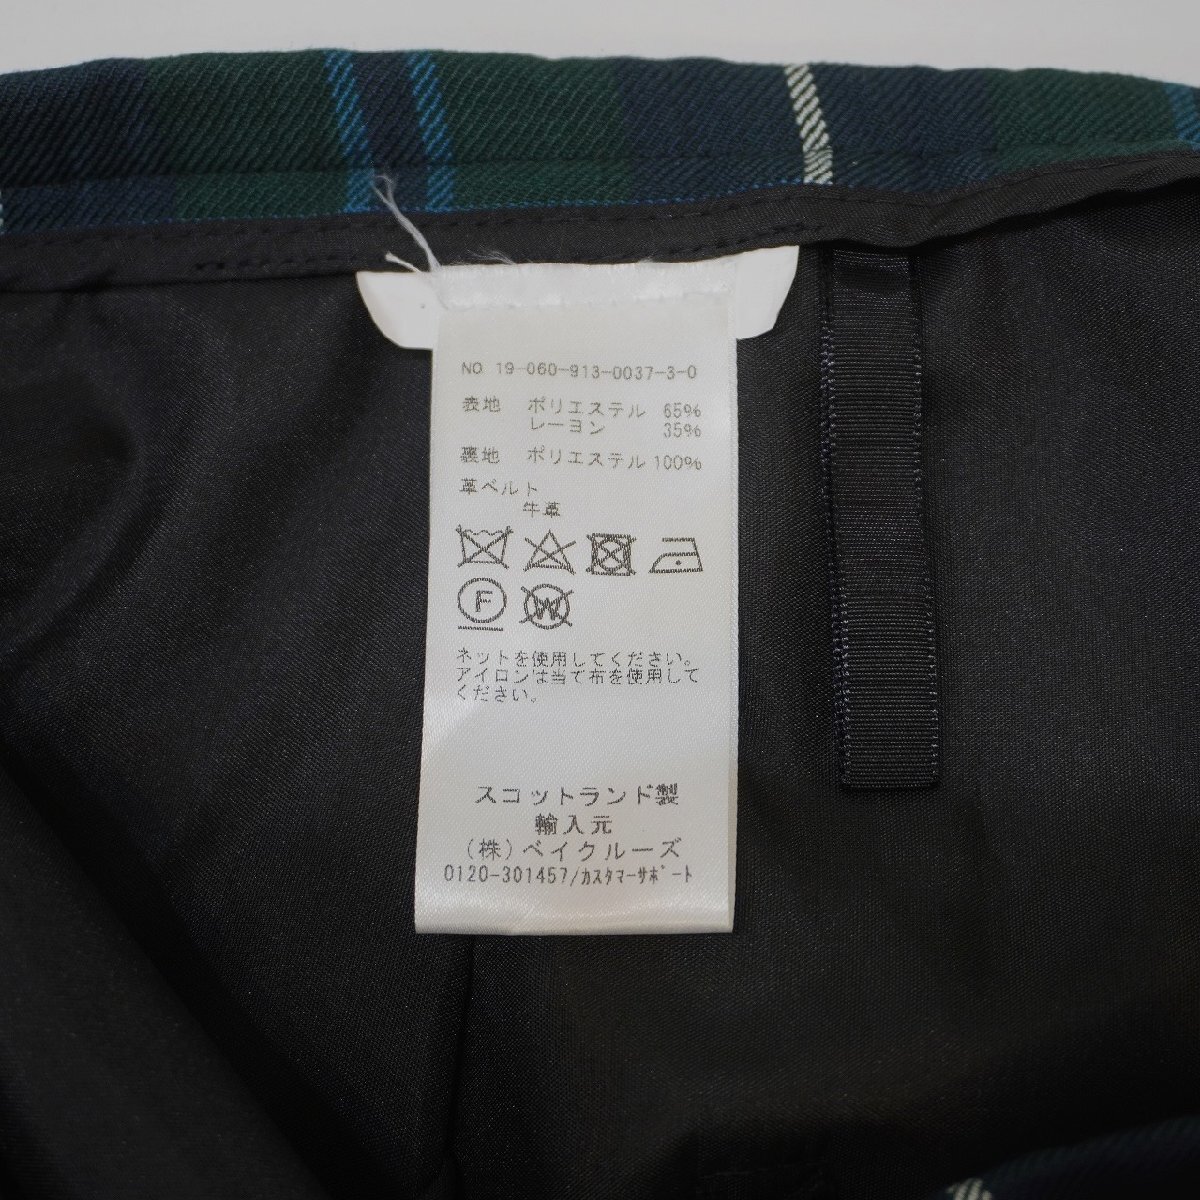 NO 19-060-913-0037-3-0
表地 ポリエステル 65%
レーヨン 35%
裏地 ポリエステル 100%
革ベルト
牛革
F W
ネットを使用してください。
アイロンは当て布を使用して
ください。
スコットランド製
輸入元
(株)ベイクルーズ
0120-301457/カスタマーサポート